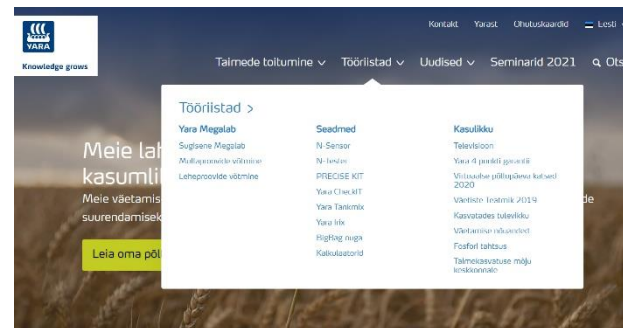 YARA
Knowledge grows
Kontakt Yarast Ohutuskaardid Eesti
Taimede toitumine Tööriistad Uudised Seminarid 2021 Ots
Tööriistad >
Yara Megalab
Sügisene Megalab
Mullaproovide võtmine
Leheproovide võtmine
Seadmed
N-Sensor
N-Tester
PRECISE KIT
Yara CheckIT
Yara Tankmix
Yara Irix
BigBag nuga
Kalkulaatorid
Kasulikku
Televisioon
Yara 4 punkti garantii
Virtuaalse põllupäeva katsed
2020
Väetiste Teatmik 2019
Kasvatades tulevikku
Väetamise nõuanded
Fosfori tähtsus
Taimekasvatuse mõju
keskkonnale
Meie lah
kasumli
Meie väetamis
de
suurendamisek
Leia oma põl